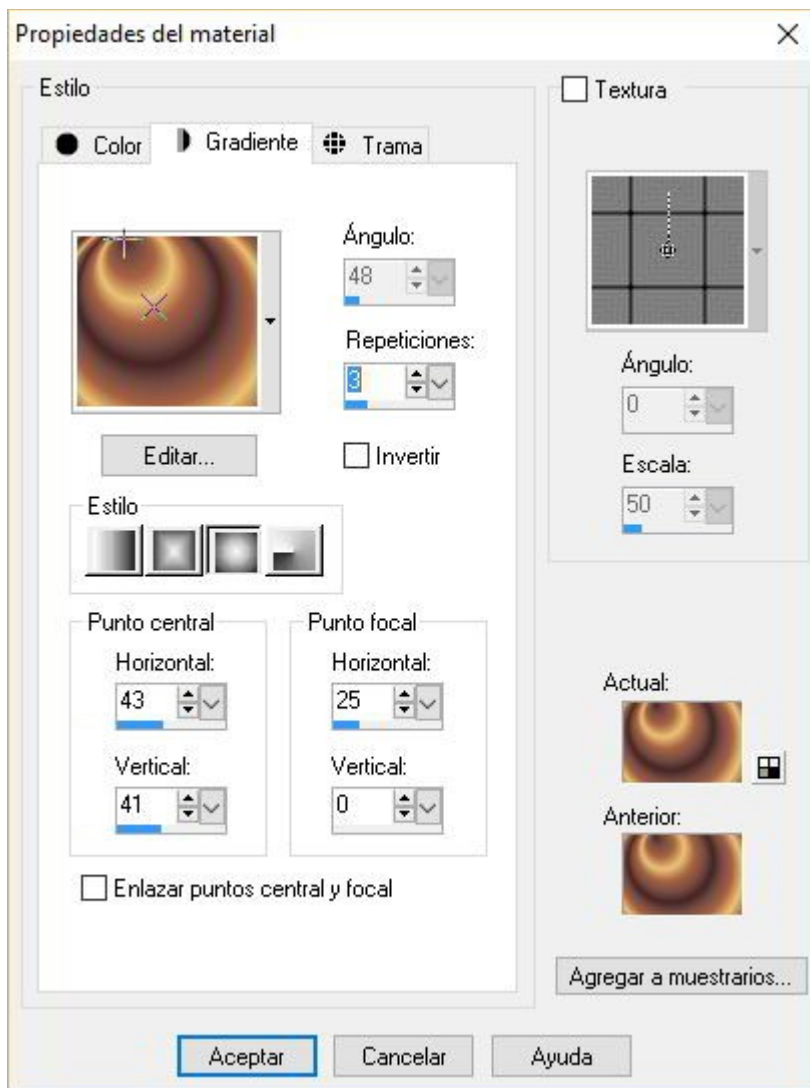 Propiedades del material
Estilo
Color
Gradiente
Trama
Ángulo:
48
Repeticiones:
3
Editar...
Invertir
Estilo
Punto central
Horizontal:
43
Vertical:
41
Punto focal
Horizontal:
25
Vertical:
0
Enlazar puntos central y focal
Textura
Ángulo:
0
Escala:
50
Actual:
Anterior:
Agregar a muestrarios...
Aceptar
Cancelar
Ayuda